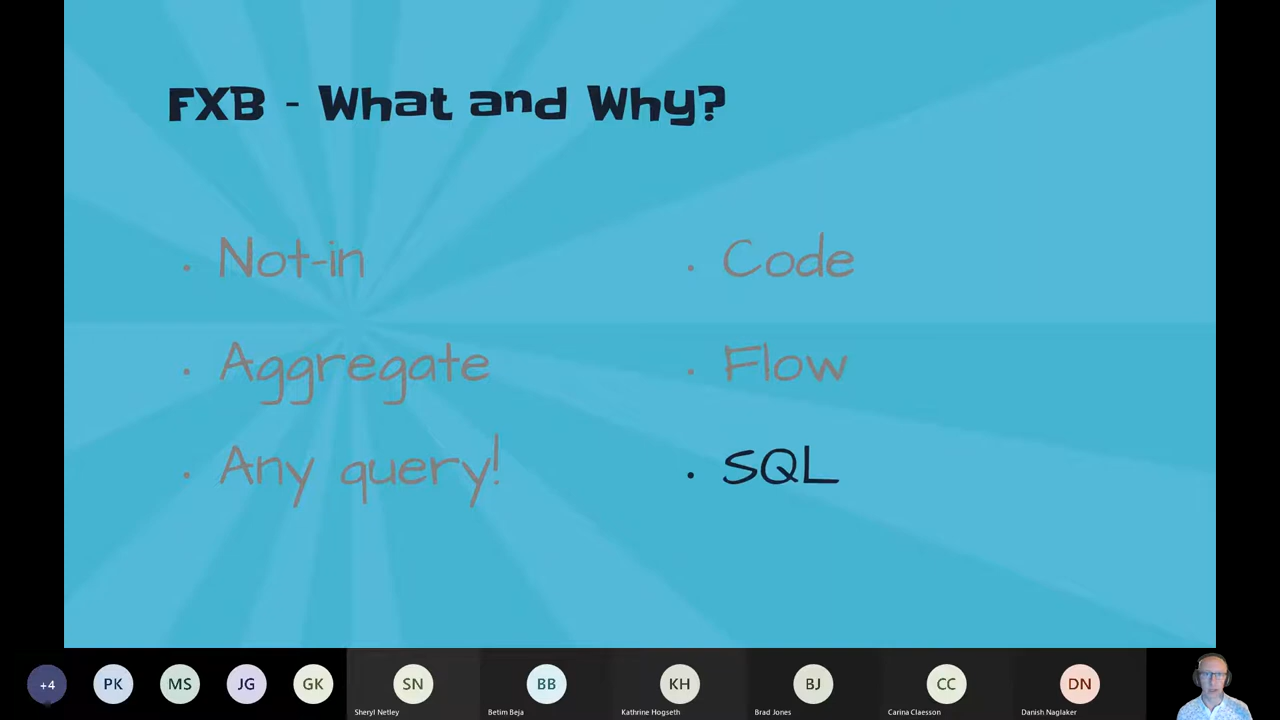 FXB - What and Why?
• Not-in
• Aggregate
• Any query!
• Code
• Flow
• SQL
+4
PK
MS
JG
GK
SN
BB
KH
BJ
CC
DN
Sheryl Netley
Betim Beja
Kathrine Hogseth
Brad Jones
Carina Claesson
Danish Naglaker